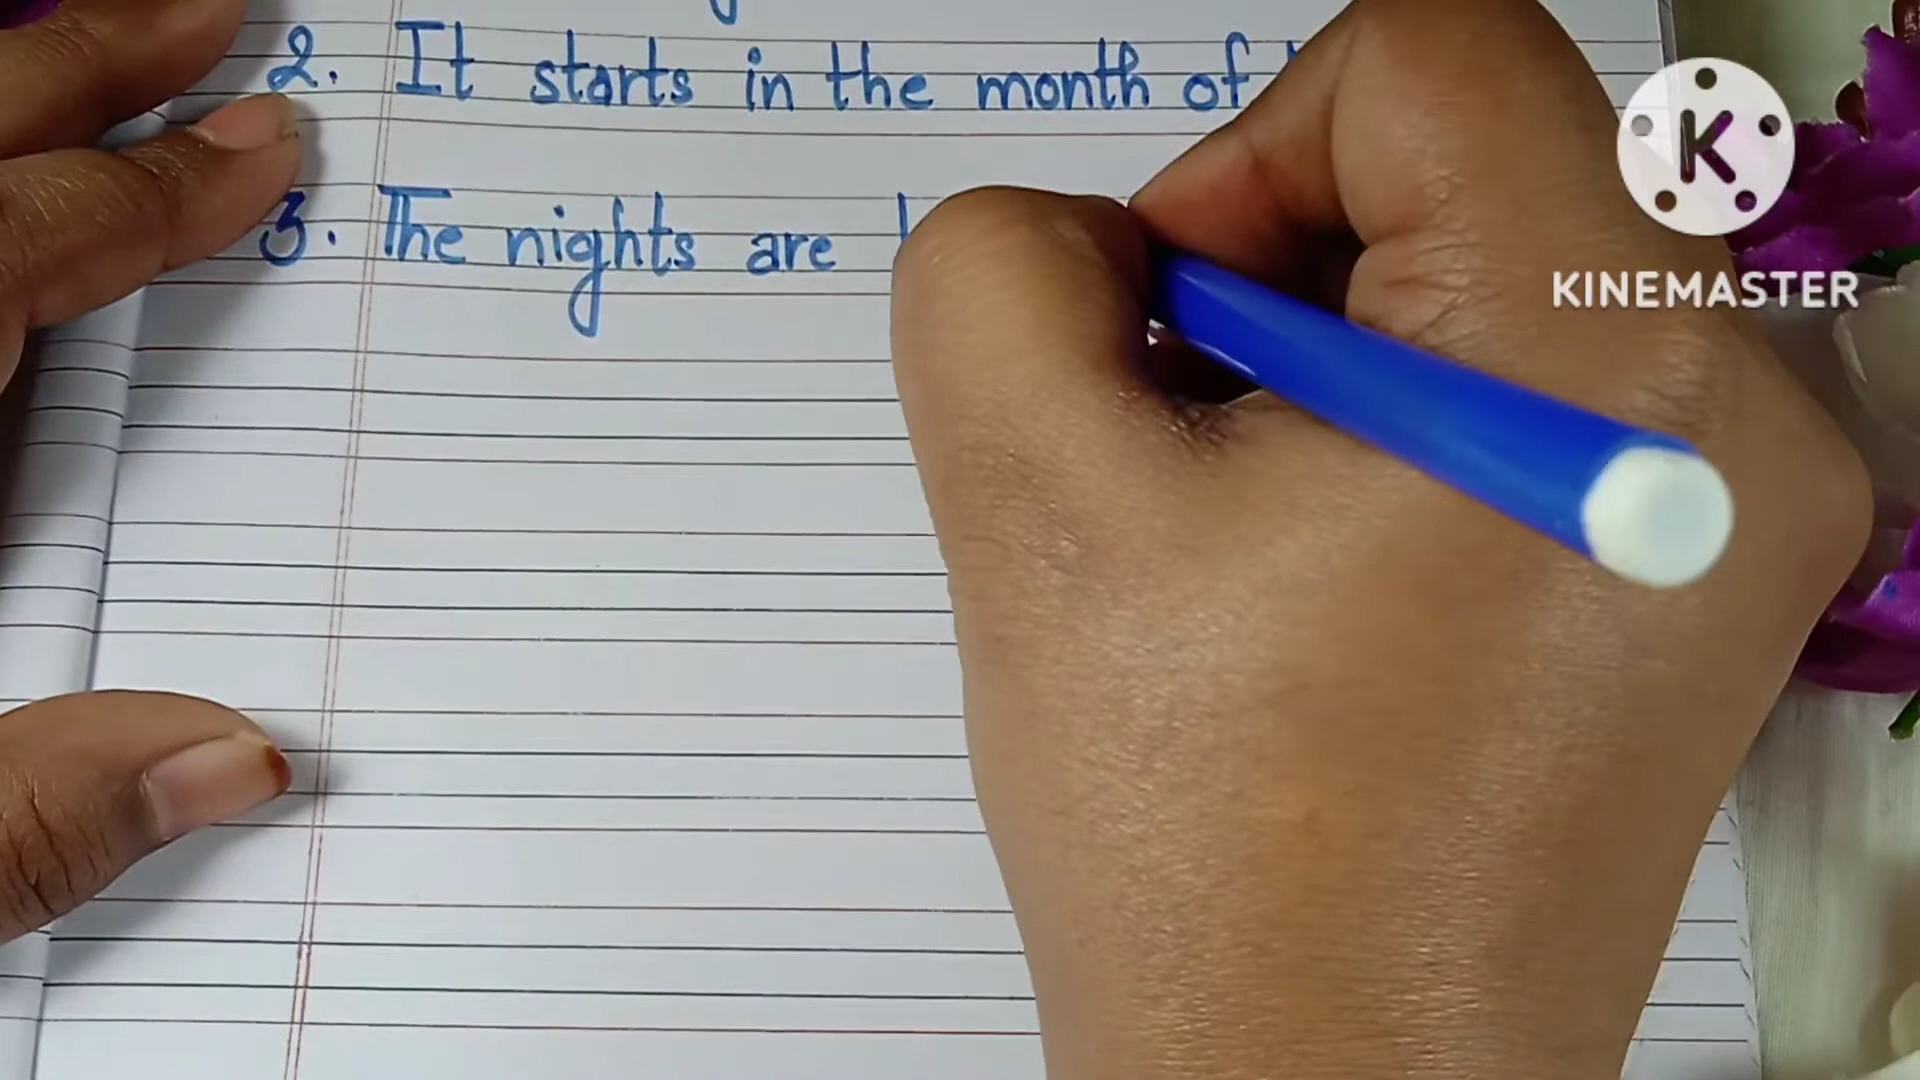 2. It starts in the month of
3. The nights are
K
KINEMASTER